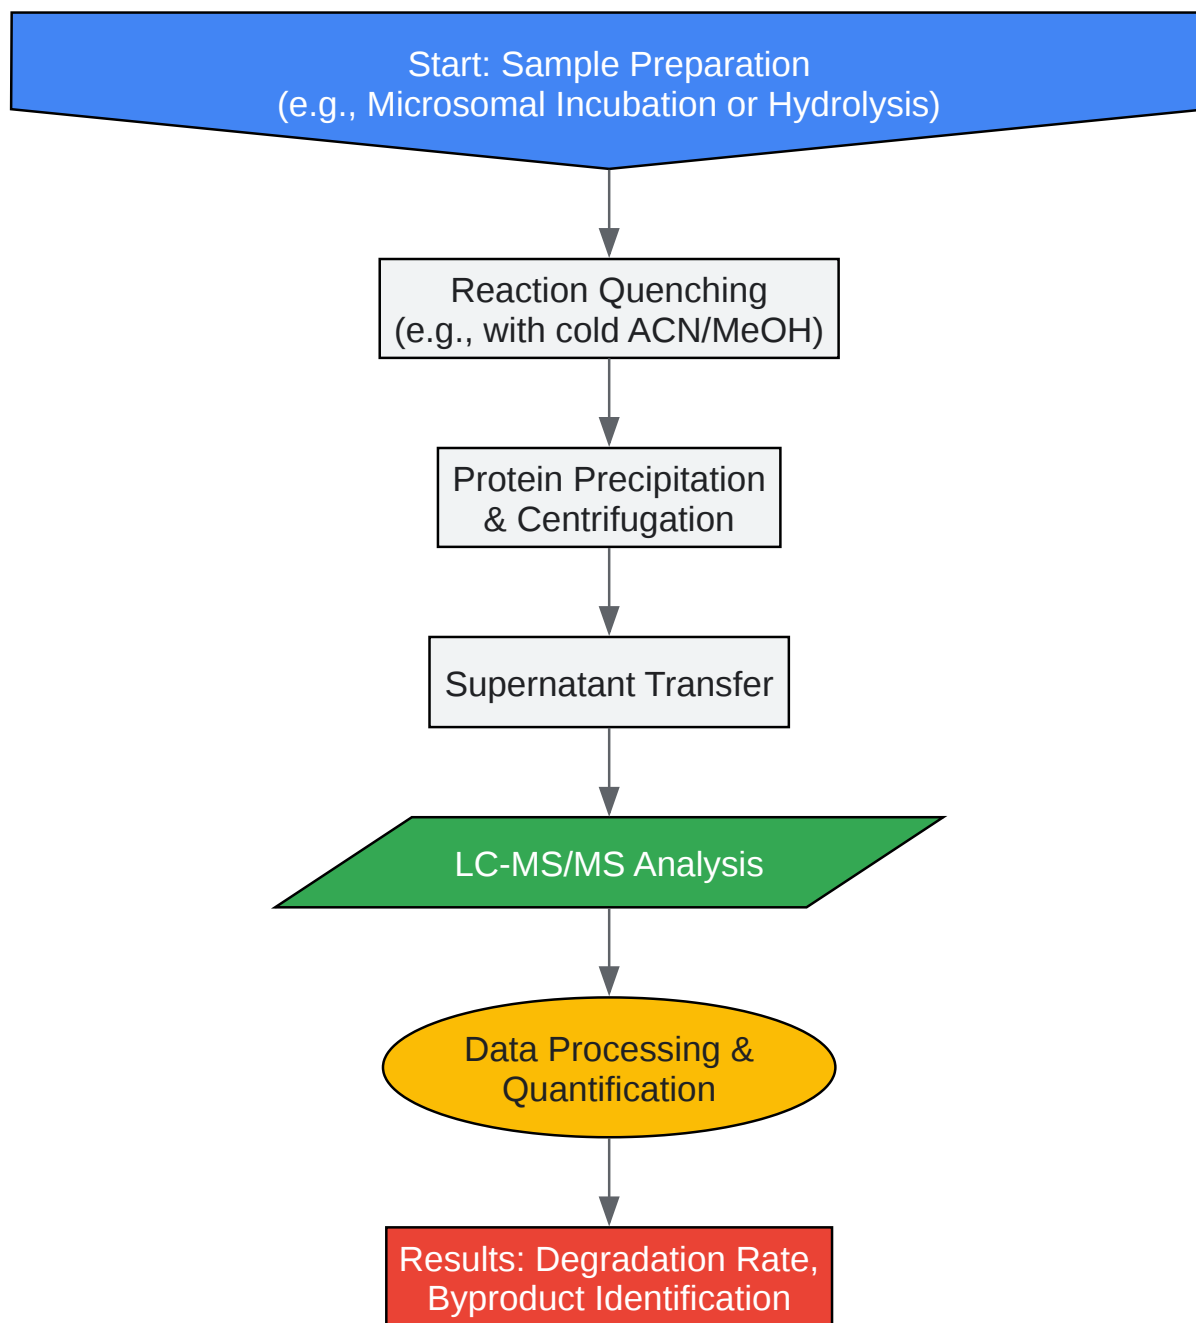 Start: Sample Preparation
(e.g., Microsomal Incubation or Hydrolysis)
Reaction Quenching
(e.g., with cold ACN/MeOH)
Protein Precipitation
& Centrifugation
Supernatant Transfer
LC-MS/MS Analysis
Data Processing &
Quantification
Results: Degradation Rate,
Byproduct Identification